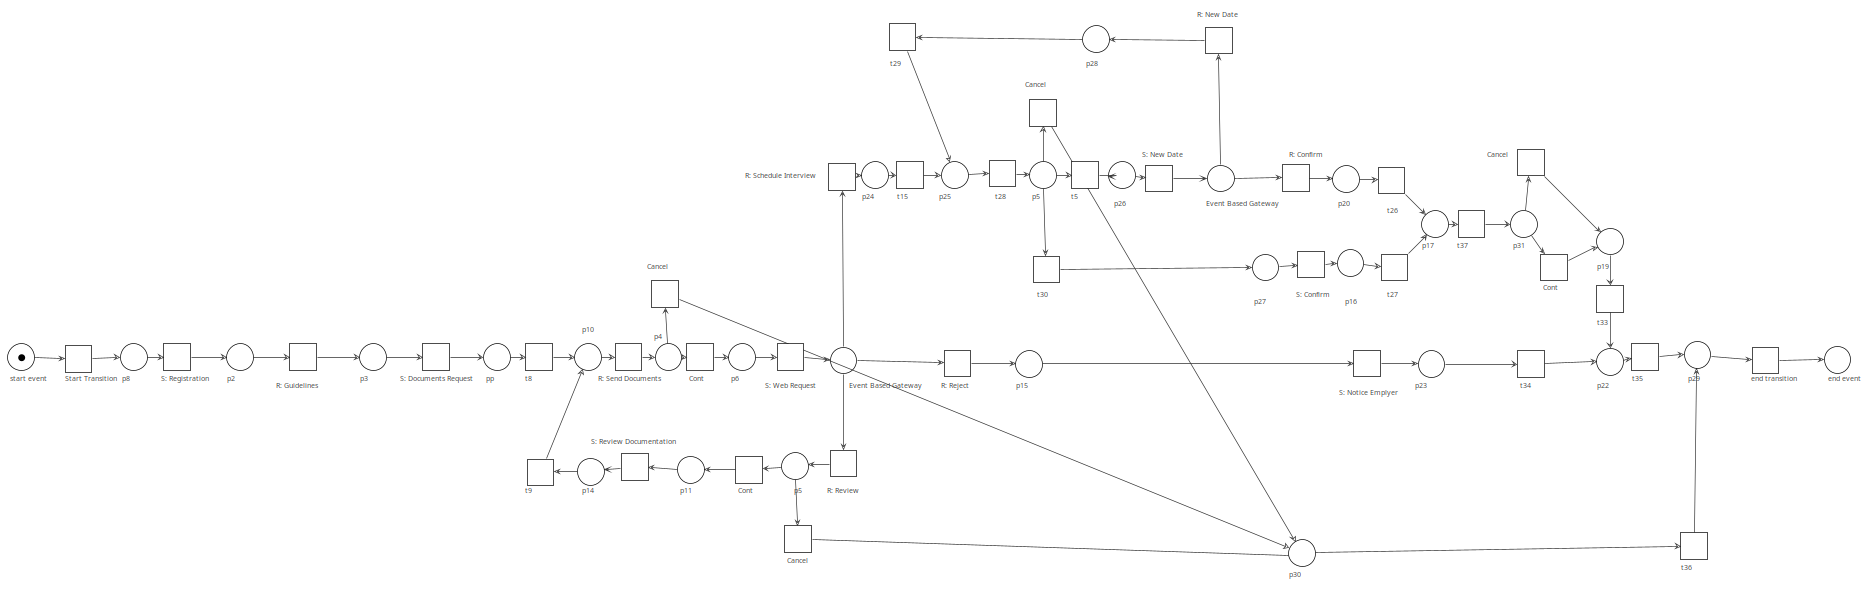 R: New Date
t29
p28
Cancel
S: New Date
R: Confirm
Cancel
R: Schedule Interview
p24
t15
p25
t28
p5
t5
p26
Event Based Gateway
p20
t26
p17
t37
p31
p19
Cancel
t30
p27
S: Confirm
p16
t27
Cont
t33
p10
p4
start event
Start Transition
p8
S: Registration
p2
R: Guidelines
p3
S: Documents Request
pp
t8
R: Send Documents
Cont
p6
S: Web Request
Event Based Gateway
R: Reject
p15
S: Notice Emplyer
p23
t34
p22
t35
p29
end transition
end event
S: Review Documentation
t9
p14
p11
Cont
p5
R: Review
Cancel
p30
t36